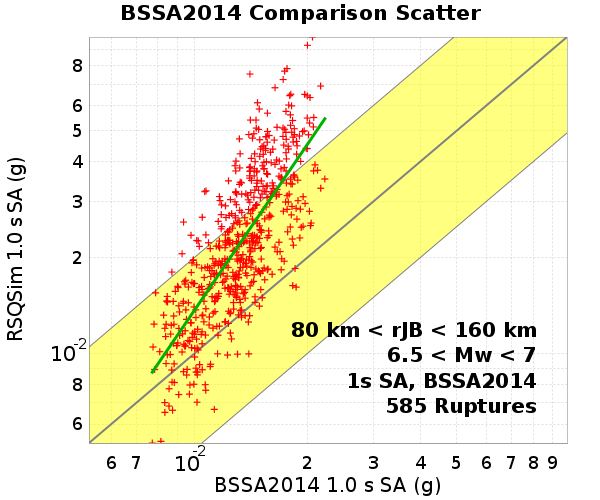 BSSA2014 Comparison Scatter
RSQSim 1.0 s SA (g)
8
6
5
4
3
2
10-2
8
6
80 km < rJB < 160 km
6.5 < Mw < 7
1s SA, BSSA2014
585 Ruptures
6 7 10-2 2 3 4 5 6 7 8 9
BSSA2014 1.0 s SA (g)